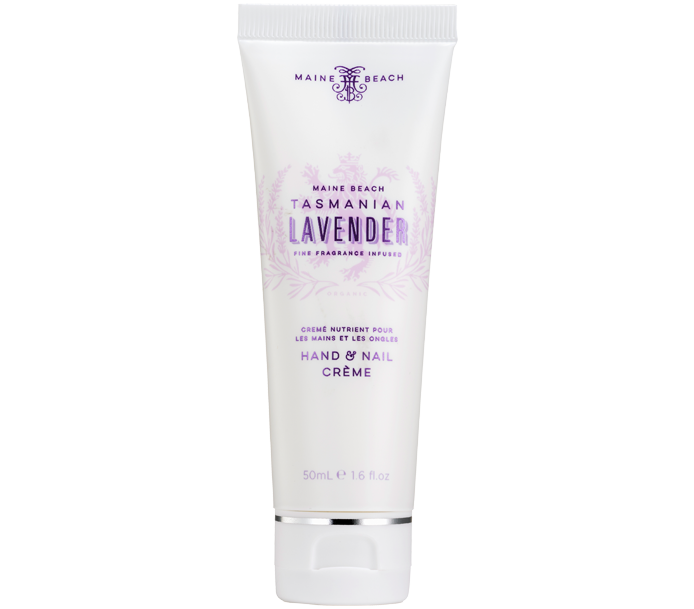 MAINE BEACH
MAINE BEACH
TASMANIAN
LAVENDER
FINE FRAGRANCE INFUSED
ORGANIC
CREMÉ NUTRIENT POUR
LES MAINS ET LES ONGLES
HAND & NAIL
CRÈME
50mL ℮ 1.6 fl.oz